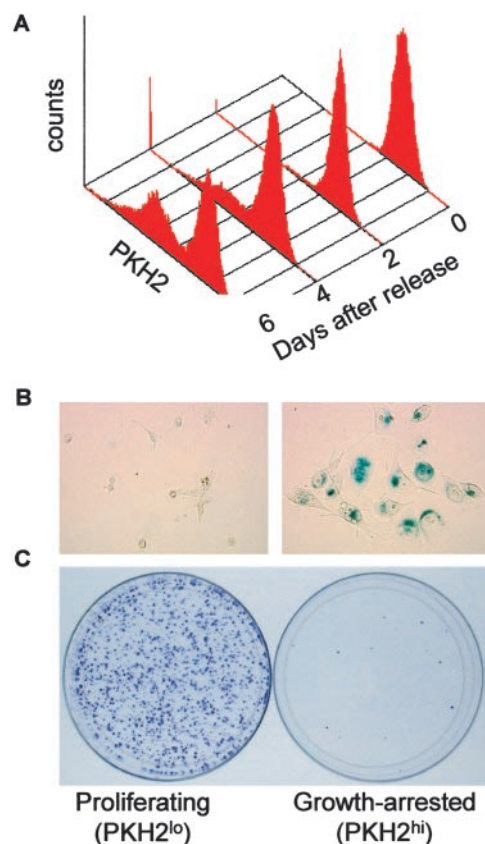 A
counts
PKH2
6 4 2 0
Days after release
B
C
Proliferating
(PKH2lo)
Growth-arrested
(PKH2hi)